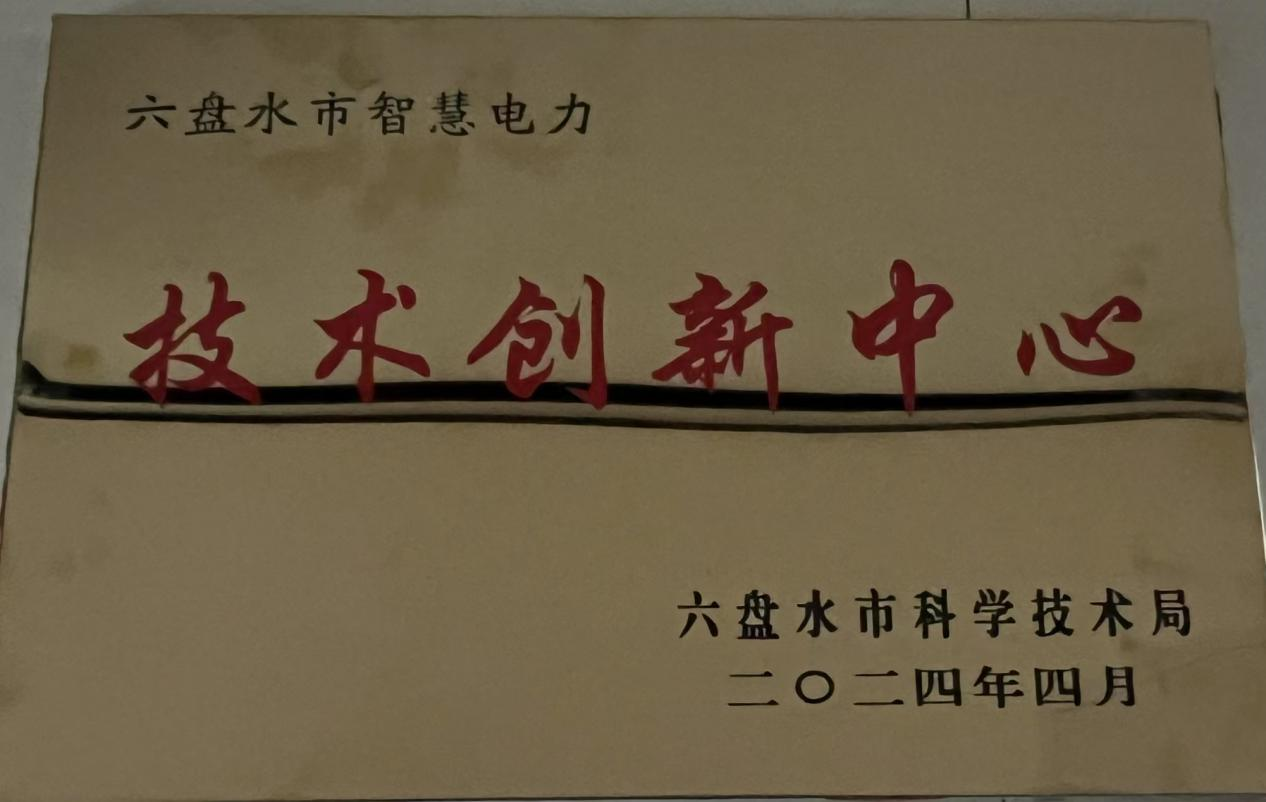 六盘水市智慧电力
技术创新中心
六盘水市科学技术局
二〇二四年四月